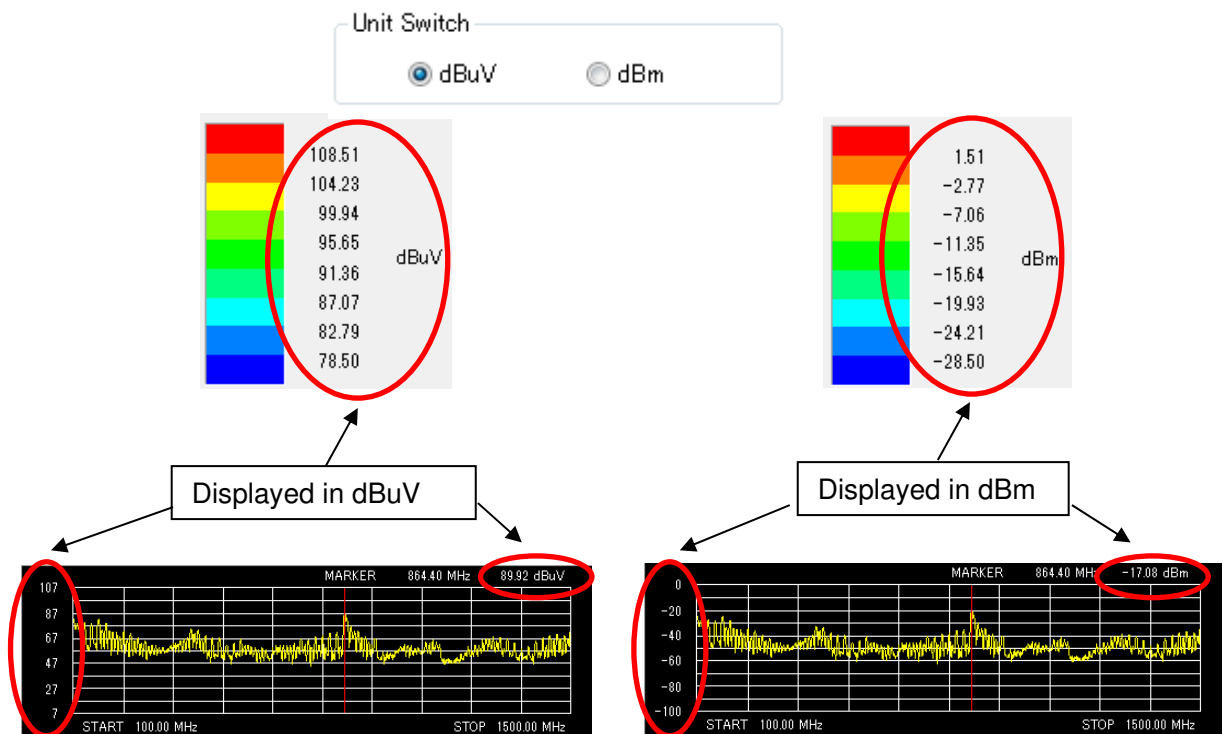 Unit Switch
dBuV dBm
108.51
104.23
99.94
95.65
91.36
87.07
82.79
78.50
dBuV
1.51
-2.77
-7.06
-11.35
-15.64
-19.93
-24.21
-28.50
dBm
Displayed in dBuV
Displayed in dBm
MARKER 864.40 MHz 89.92 dBuV
107
87
67
47
27
7
START 100.00 MHz STOP 1500.00 MHz
MARKER 864.40 MHz -17.08 dBm
0
-20
-40
-60
-80
-100
START 100.00 MHz STOP 1500.00 MHz